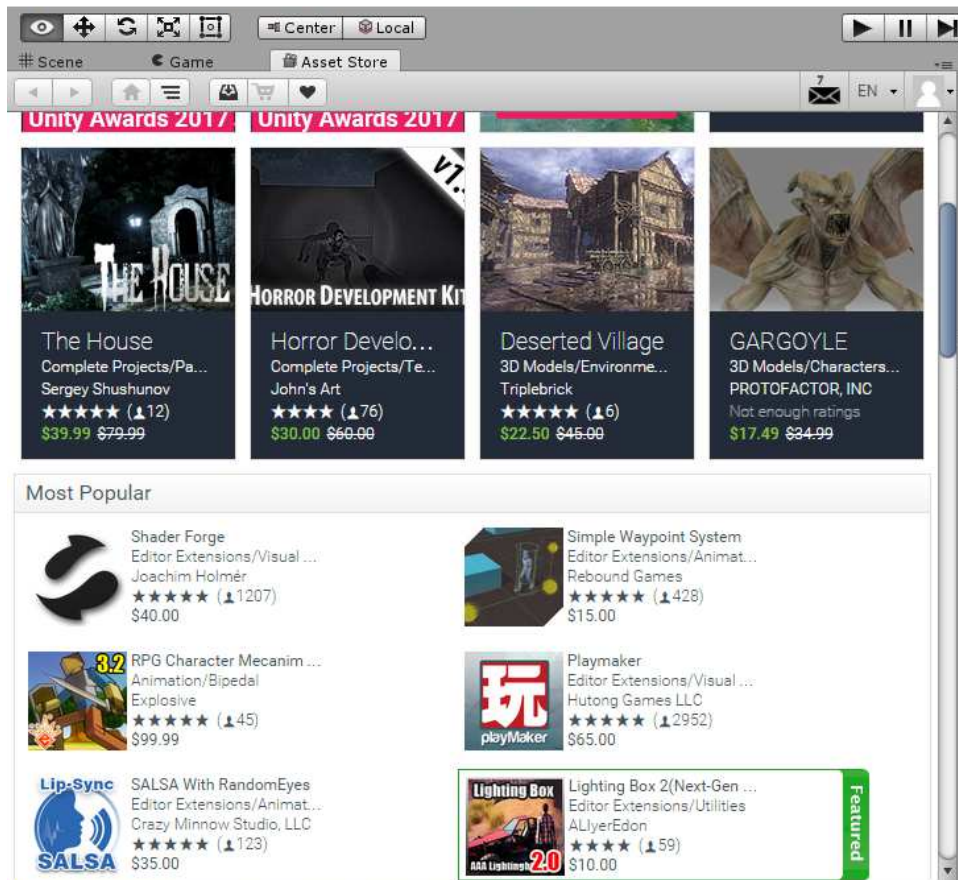 Center Local
Scene Game Asset Store
7
EN
Unity Awards 2017 Unity Awards 2017
V1.
THE HOUSE
HORROR DEVELOPMENT KIT
The House
Complete Projects/Pa...
Sergey Shushunov
★★★★★ (12)
$39.99 $79.99
Horror Develo...
Complete Projects/Te...
John's Art
★★★★ (76)
$30.00 $60.00
Deserted Village
3D Models/Environme...
Triplebrick
★★★★★ (6)
$22.50 $45.00
GARGOYLE
3D Models/Characters...
PROTOFACTOR, INC
Not enough ratings
$17.49 $34.99
Most Popular
Shader Forge
Editor Extensions/Visual ...
Joachim Holmér
★★★★★ (1207)
$40.00
Simple Waypoint System
Editor Extensions/Animat...
Rebound Games
★★★★★ (428)
$15.00
3.2
RPG Character Mecanim ...
Animation/Bipedal
Explosive
★★★★★ (45)
$99.99
玩
playMaker
Playmaker
Editor Extensions/Visual ...
Hutong Games LLC
★★★★★ (2952)
$65.00
Lip-Sync
SALSA
SALSA With RandomEyes
Editor Extensions/Animat...
Crazy Minnow Studio, LLC
★★★★★ (123)
$35.00
Lighting Box
2.0
Lighting Box 2(Next-Gen ...
Editor Extensions/Utilities
ALIyerEdon
★★★★ (59)
$10.00
Featured